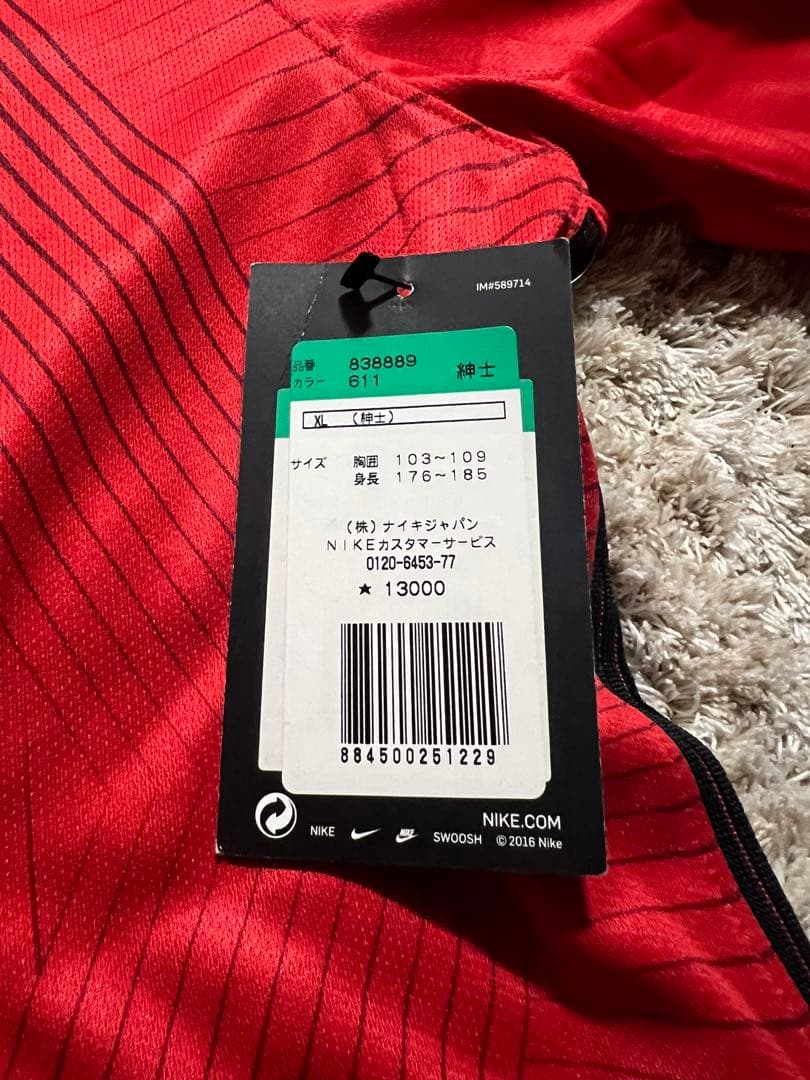 IM#589714
品番 838889
カラー 611 紳士
XL (紳士)
サイズ 胸囲 103~109
身長 176~185
(株)ナイキジャパン
NIKEカスタマーサービス
0120-6453-77
★ 13000
884500251229
NIKE.COM
NIKE NIKE SWOOSH © 2016 Nike